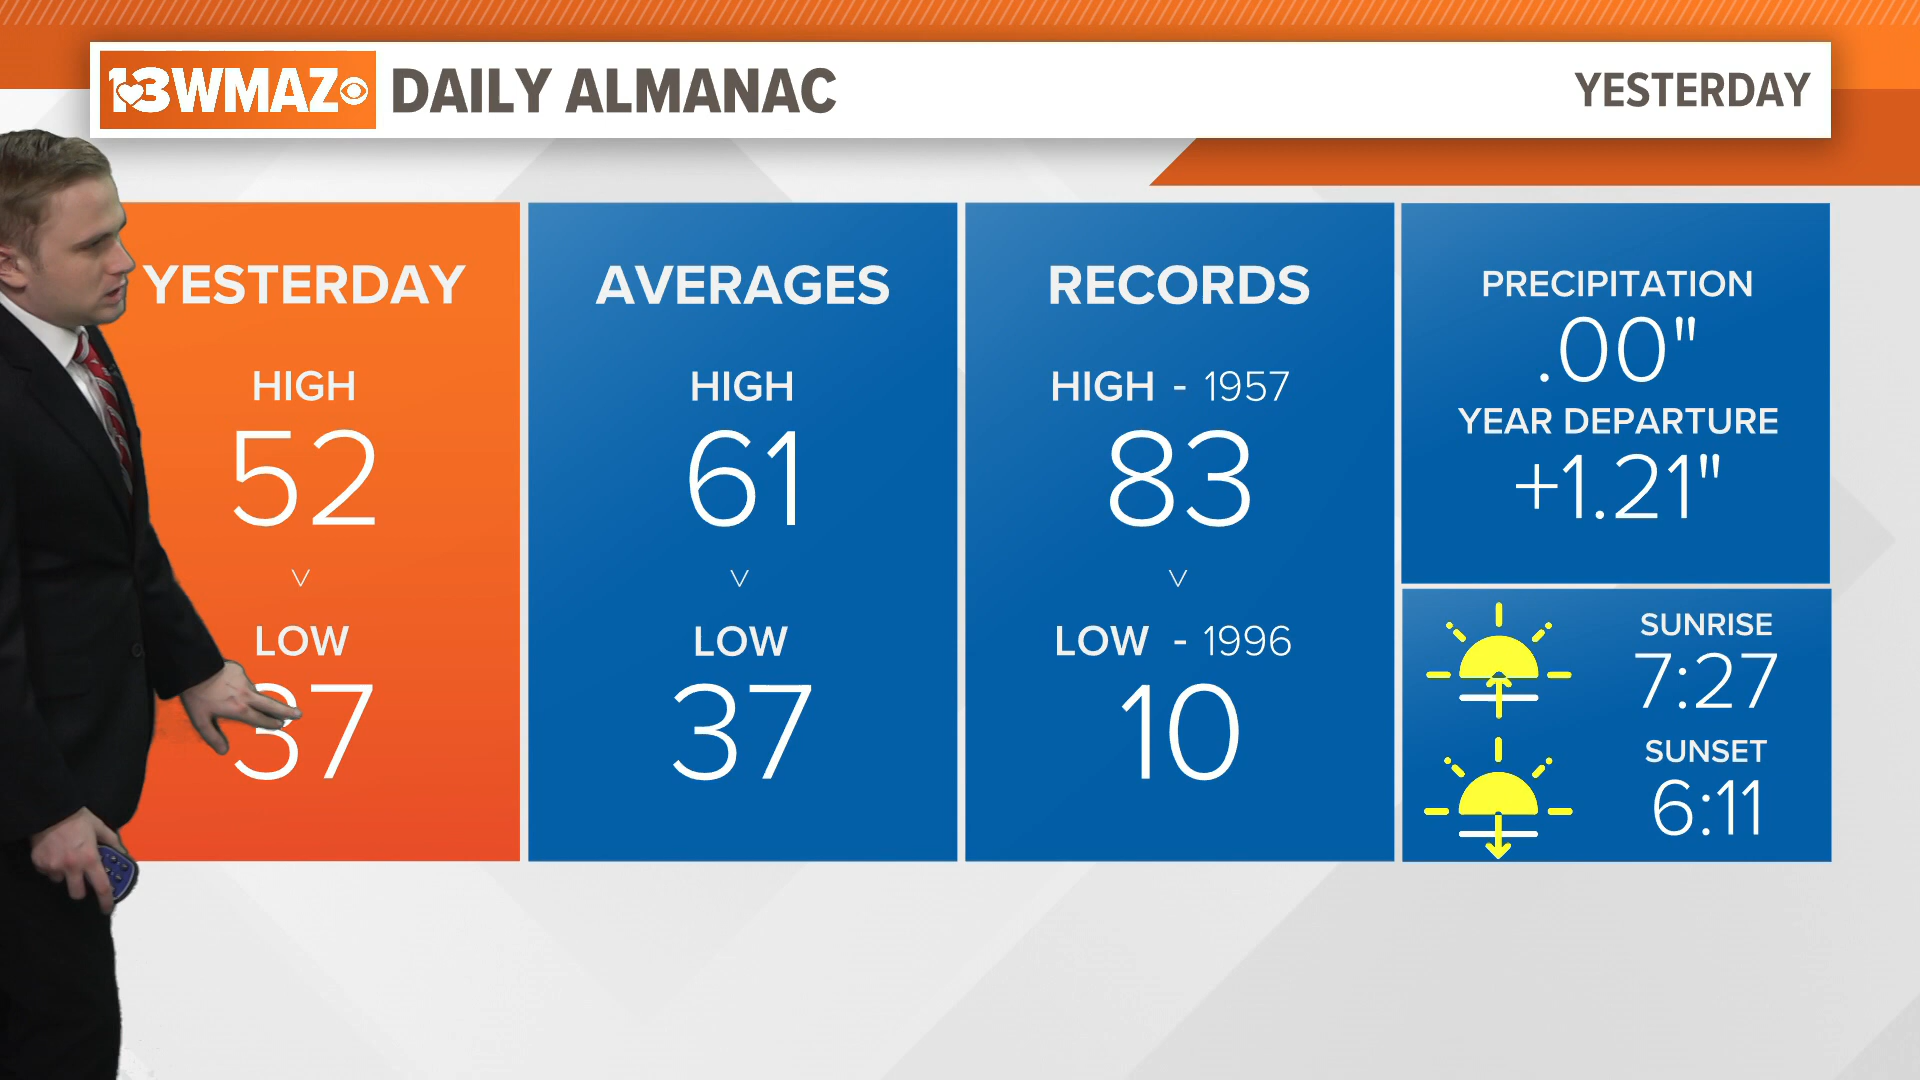 13WMAZ
DAILY ALMANAC
YESTERDAY
YESTERDAY
HIGH
52
LOW
37
AVERAGES
HIGH
61
LOW
37
RECORDS
HIGH - 1957
83
LOW - 1996
10
PRECIPITATION
.00"
YEAR DEPARTURE
+1.21"
SUNRISE
7:27
SUNSET
6:11